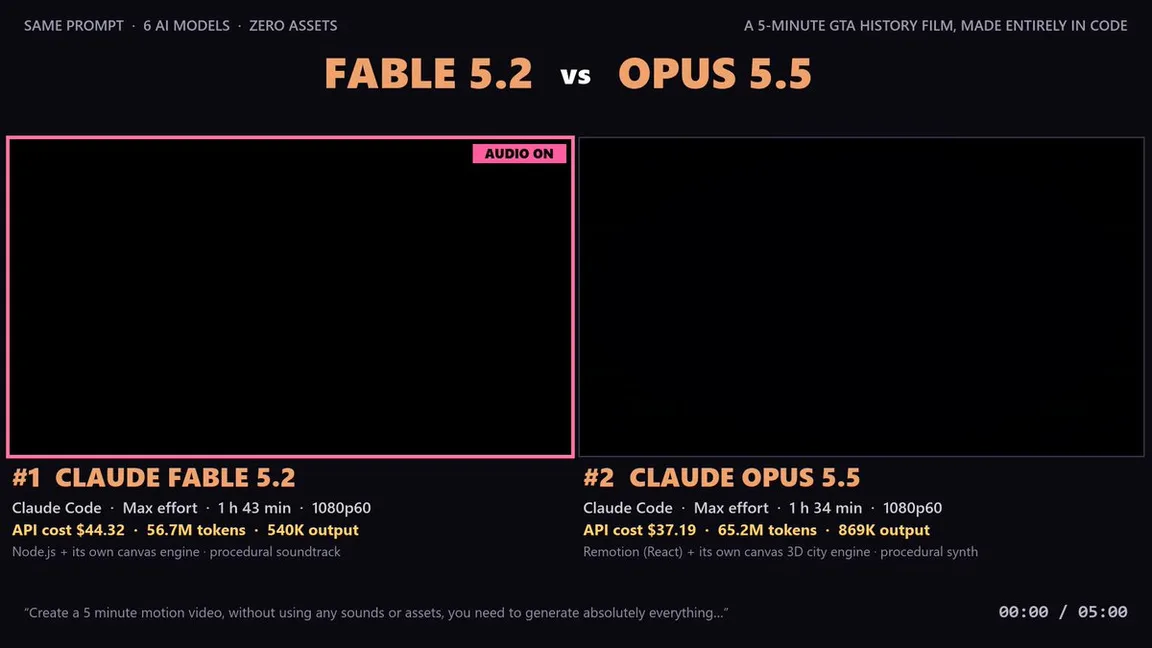 SAME PROMPT · 6 AI MODELS · ZERO ASSETS
A 5-MINUTE GTA HISTORY FILM, MADE ENTIRELY IN CODE
FABLE 5.2 vs OPUS 5.5
AUDIO ON
#1 CLAUDE FABLE 5.2
Claude Code · Max effort · 1 h 43 min · 1080p60
API cost $44.32 · 56.7M tokens · 540K output
Node.js + its own canvas engine · procedural soundtrack
#2 CLAUDE OPUS 5.5
Claude Code · Max effort · 1 h 34 min · 1080p60
API cost $37.19 · 65.2M tokens · 869K output
Remotion (React) + its own canvas 3D city engine · procedural synth
"Create a 5 minute motion video, without using any sounds or assets, you need to generate absolutely everything..."
00:00 / 05:00